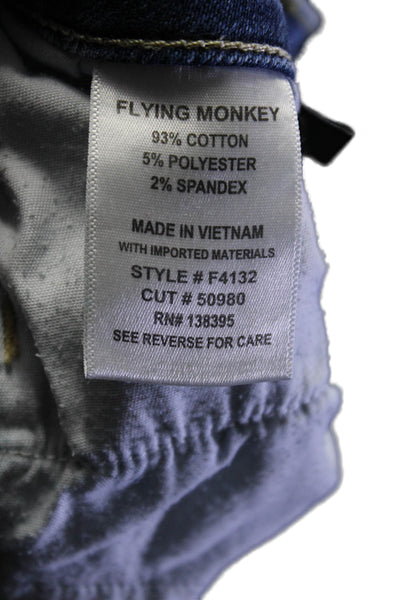 FLYING MONKEY
93% COTTON
5% POLYESTER
2% SPANDEX
MADE IN VIETNAM
WITH IMPORTED MATERIALS
STYLE # F4132
CUT # 50980
RN# 138395
SEE REVERSE FOR CARE